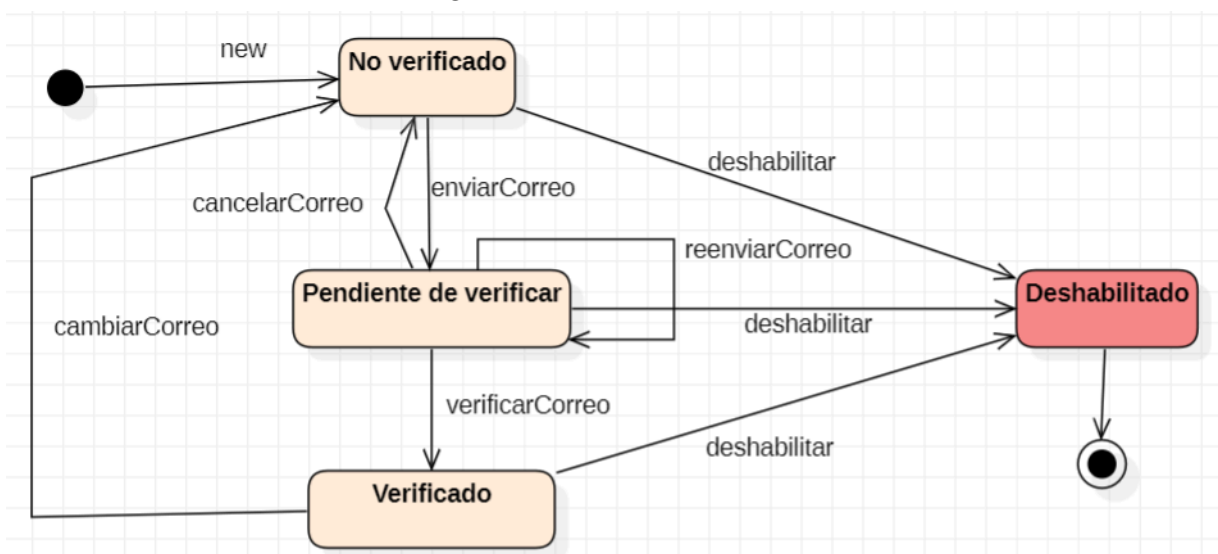 new
No verificado
deshabilitar
cancelarCorreo
enviarCorreo
reenviarCorreo
Pendiente de verificar
Deshabilitado
cambiarCorreo
deshabilitar
verificarCorreo
deshabilitar
Verificado